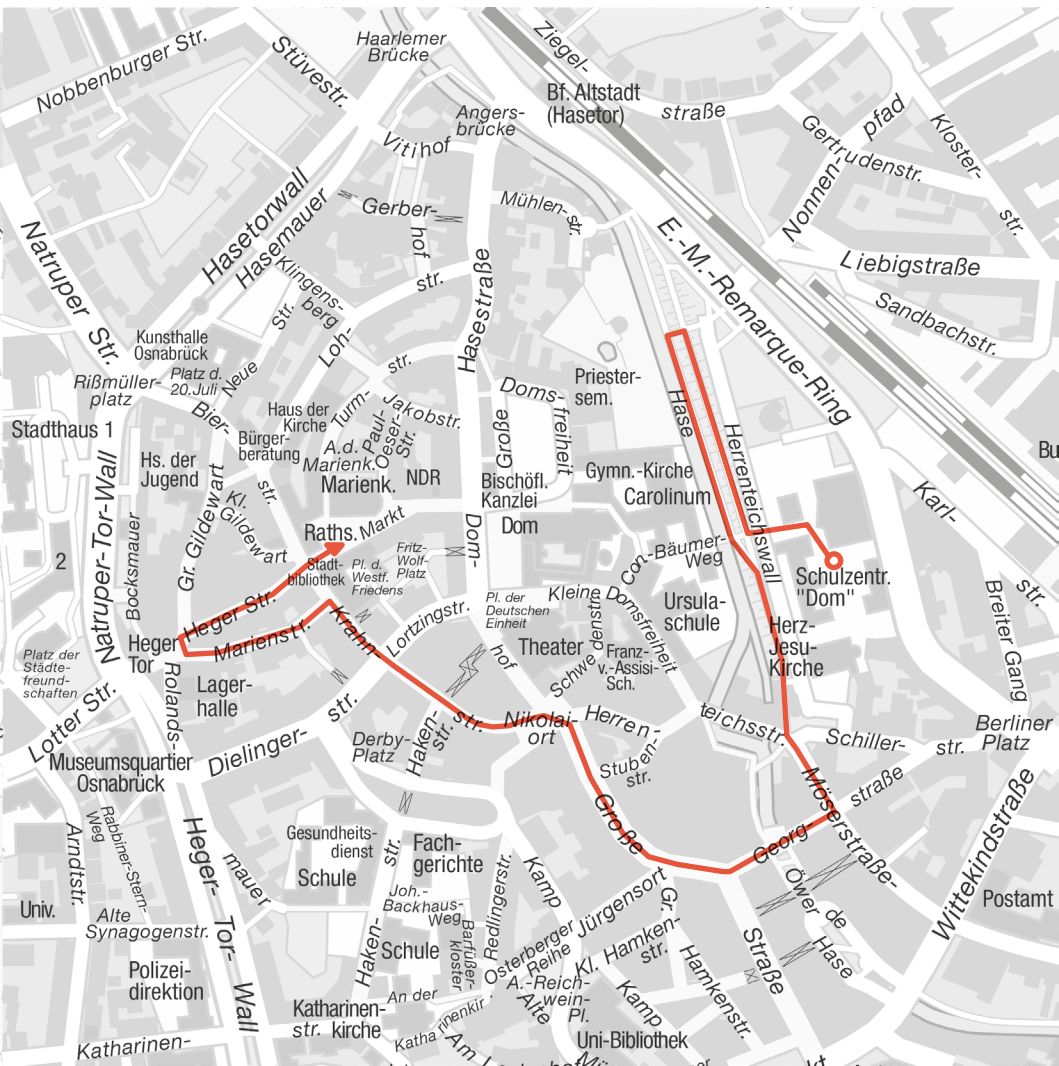 Nobbenburger Str.
Stüvestr.
Haarlemer
Brücke
Ziegel-
straße
Bf. Altstadt
(Hasetor)
Angers-
brücke
Vitihof
Gertrudenstr.
Nonnen-
pfad
Kloster-
str.
Hasetorwall
Hasemauer
Gerber-
hof
Mühlen-
str.
Natruper Str.
Klingens-
berg
str.
Hasestraße
E.-M.-Remarque-Ring
Liebigstraße
Sandbachstr.
Kunsthalle
Osnabrück
Str.
Neue
Loh-
str.
Rißmüller-
platz
Platz d.
20.Juli
Priester-
sem.
Doms-
freiheit
Große
Hase
Herrenteichswall
Stadthaus 1
Bier-
str.
Haus der
Kirche
Turm-
Jakobstr.
Paul-
Oeser-
Str.
Bürger-
beratung
A.d.
Marienk.
Marienk.
NDR
Hs. der
Jugend
Gr. Gildewart
Kl.
Gildewart
Bischöfl.
Kanzlei
Dom
Gymn.-Kirche
Carolinum
Bu
Karl-
str.
Natruper-Tor-Wall
Bocksmauer
2
Raths.
Markt
Stadt-
bibliothek
Pl. d.
Westf.
Friedens
Fritz-
Wolf-
Platz
Dom-
hof
Con.-Bäumer-
Weg
Schulzentr.
"Dom"
Breiter Gang
Heger Str.
Heger
Tor
Marienstr.
Krahn-
str.
Lortzingstr.
Pl. der
Deutschen
Einheit
Kleine Domsfreiheit
Ursula-
schule
Theater
Schwedenstr.
Franz-
v.-Assisi-
Sch.
Herz-
Jesu-
Kirche
Platz der
Städte-
freund-
schaften
Lotter Str.
Rolands-
mauer
Lager-
halle
Dielinger-
str.
Derby-
Platz
Haken-
str.
Nikolai-
ort
Herren-
teichsstr.
Stuben-
str.
Schiller-
str.
Berliner
Platz
Museumsquartier
Osnabrück
Möserstraße-
Georg-
straße
Große
Straße
Wittekindstraße
Rabbiner-Stern-
Weg
Arndtstr.
Heger-Tor-Wall
Gesundheits-
dienst
Schule
Fach-
gerichte
Kamp
Univ.
Alte
Synagogenstr.
Polizei-
direktion
Haken-
str.
Joh.-
Backhaus-
Weg
Schule
Barfüßer-
kloster
Redlingerstr.
Osterberger
Reihe
Jürgensort
Gr.
Hamkenstr.
Kl. Hamken-
str.
Öwer de Hase
Postamt
A.-Reich-
wein-
Pl.
Alte
Kamp
Katharinen-
str.
Katharinen-
kirche
An der
Katharinenkir.
Am
Uni-Bibliothek